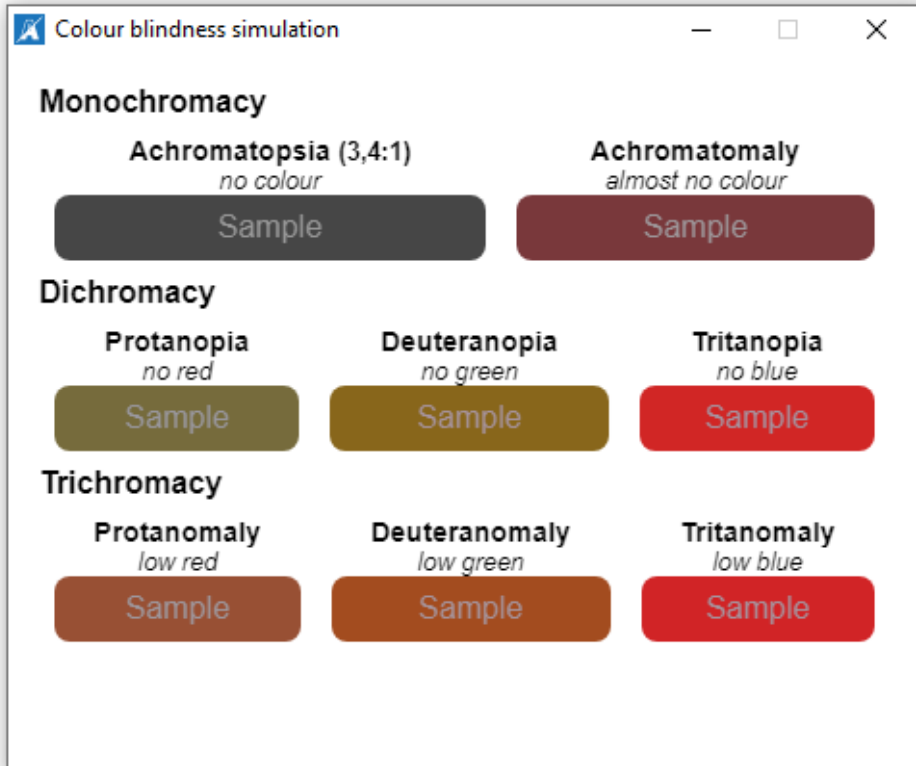 Colour blindness simulation
Monochromacy
Achromatopsia (3,4:1) Achromatomaly
no colour almost no colour
Sample Sample
Dichromacy
Protanopia Deuteranopia Tritanopia
no red no green no blue
Sample Sample Sample
Trichromacy
Protanomaly Deuteranomaly Tritanomaly
low red low green low blue
Sample Sample Sample